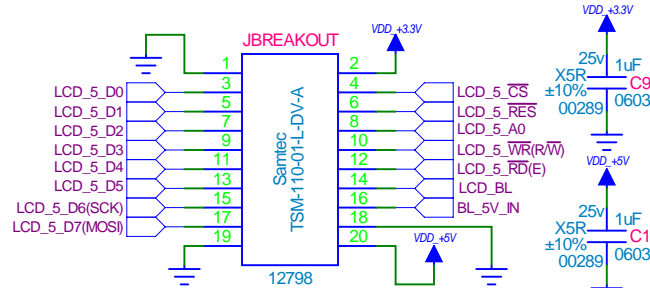 VDD_+3.3V
JBREAKOUT
1 2
LCD_5_D0 3 4 LCD_5_CS
LCD_5_D1 5 6 LCD_5_RES
LCD_5_D2 7 8 LCD_5_A0
LCD_5_D3 9 10 LCD_5_WR(R/W)
LCD_5_D4 11 12 LCD_5_RD(E)
LCD_5_D5 13 14 LCD_BL
LCD_5_D6(SCK) 15 16 BL_5V_IN
LCD_5_D7(MOSI) 17 18
19 20
Samtec
TSM-110-01-L-DV-A
VDD_+5V
12798
VDD_+3.3V
25v 1uF
X5R C9
±10%
00289 0603
VDD_+5V
25v 1uF
X5R C1
±10%
00289 0603